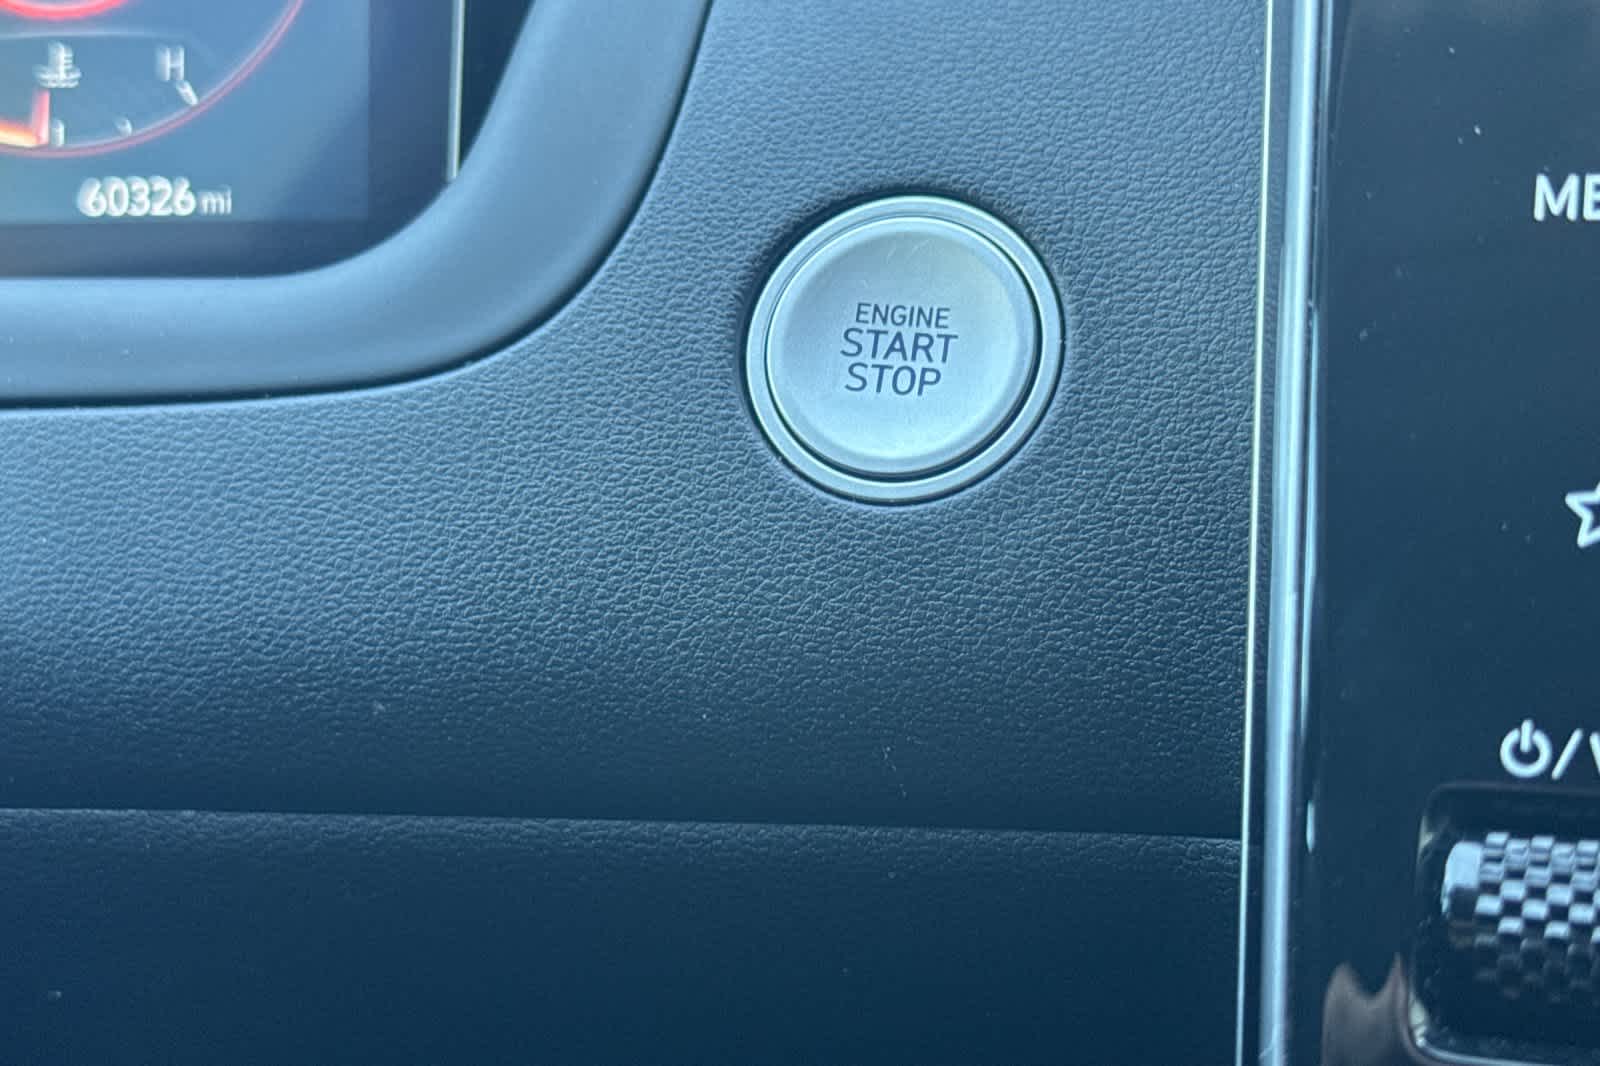 H
60326 mi
ENGINE
START
STOP
ME